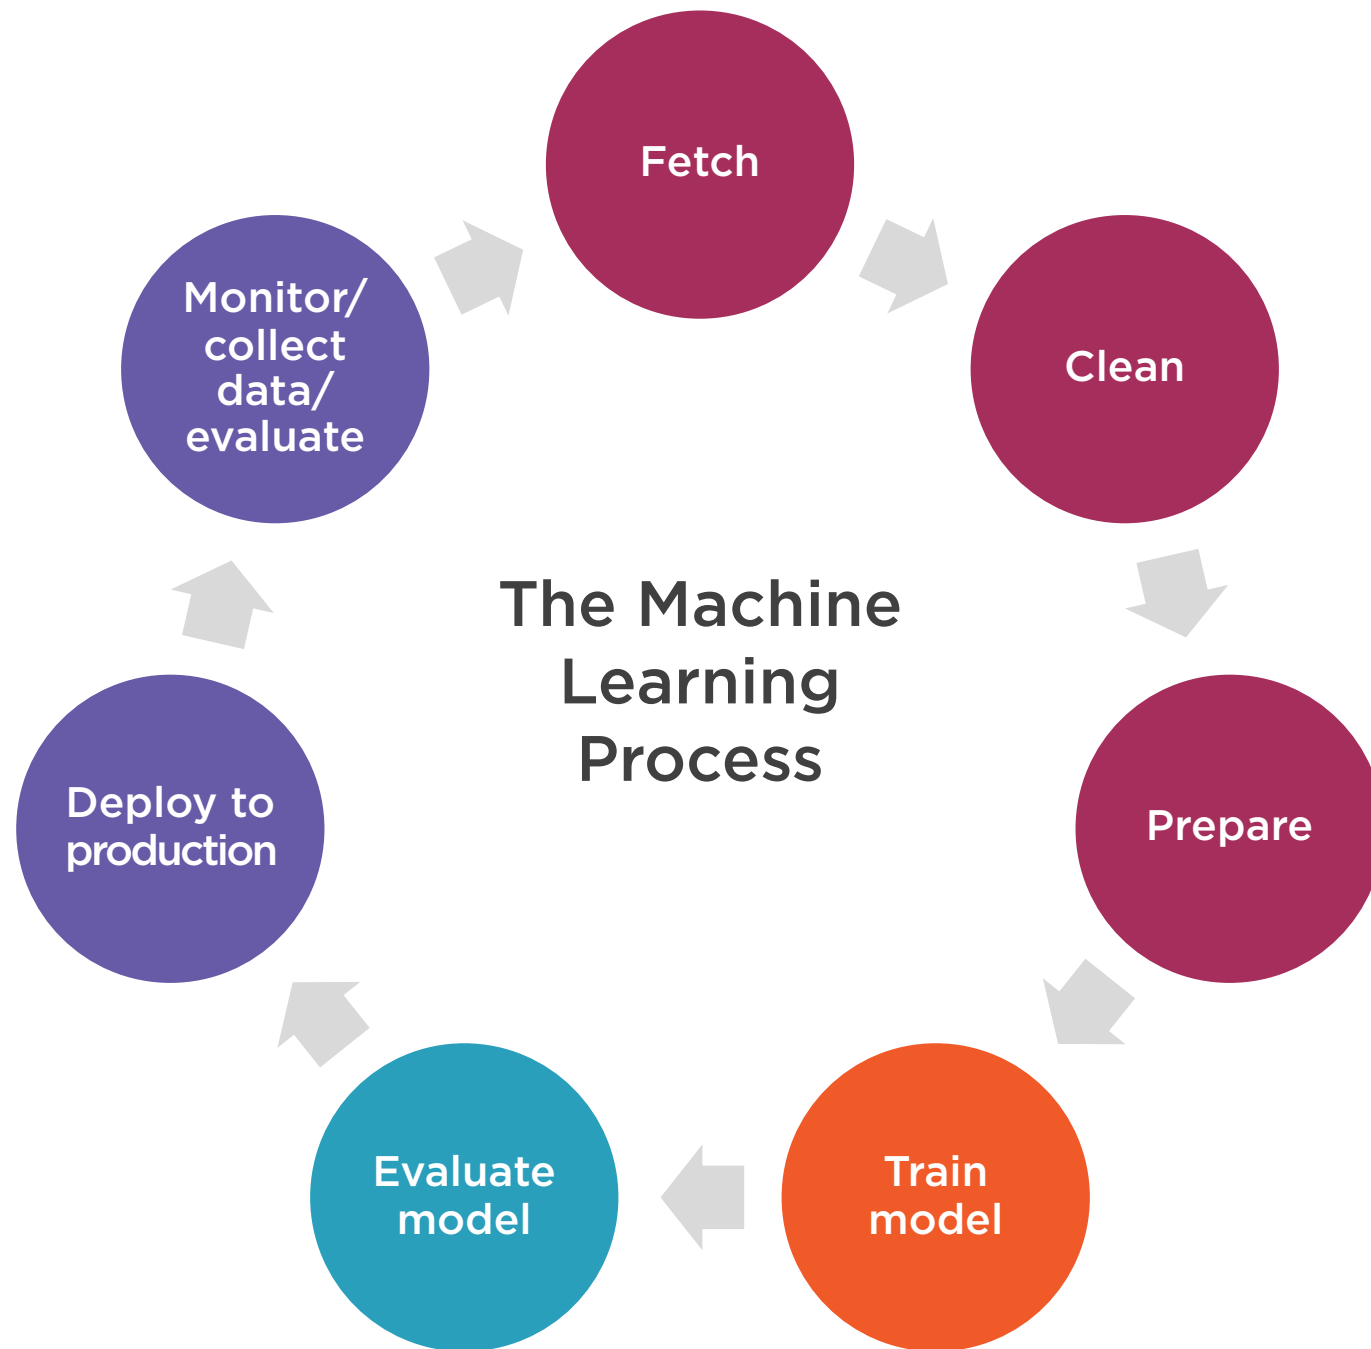 Fetch
Clean
Prepare
Train
model
Evaluate
model
Deploy to
production
Monitor/
collect
data/
evaluate
The Machine
Learning
Process